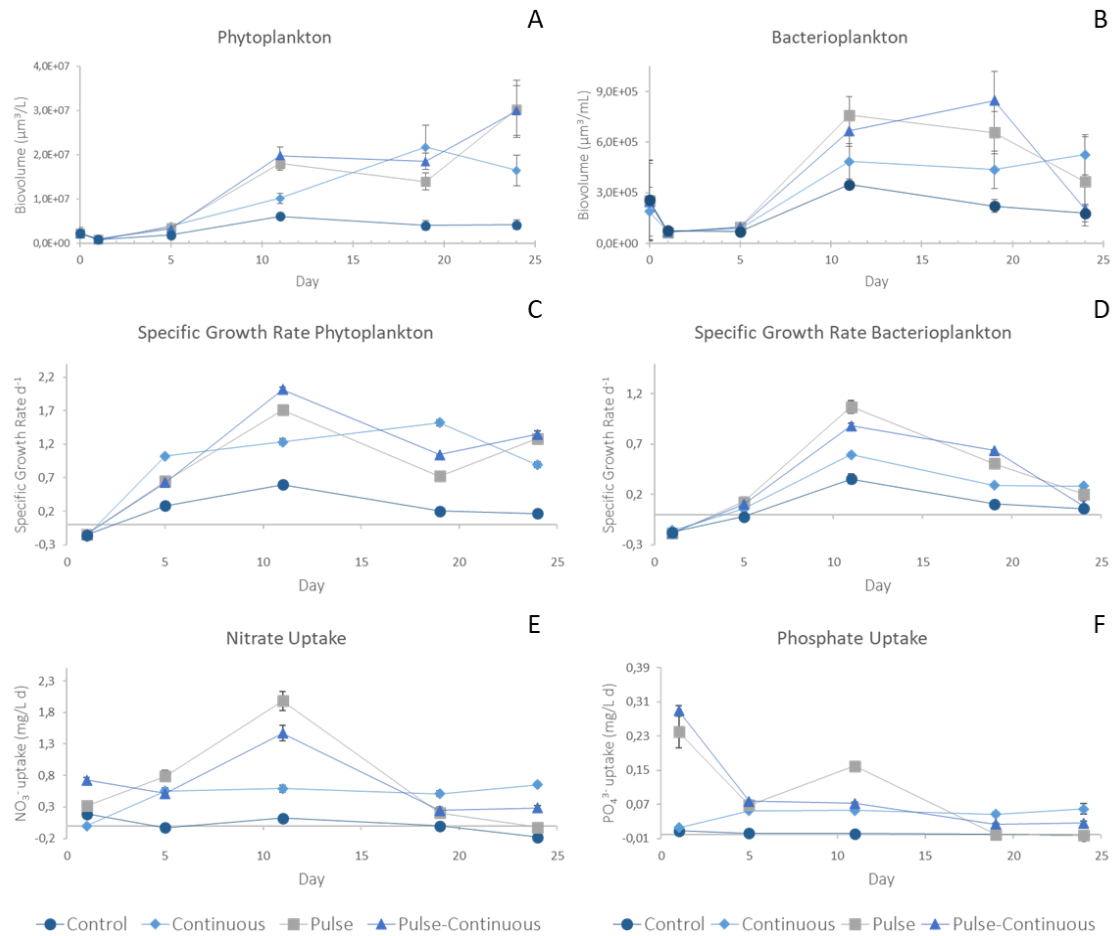 A
Phytoplankton
4,0E+07
3,0E+07
2,0E+07
1,0E+07
0,0E+00
Biovolume (µm³/L)
0 5 10 15 20 25
Day
B
Bacterioplankton
9,0E+05
6,0E+05
3,0E+05
0,0E+00
Biovolume (µm³/mL)
0 5 10 15 20 25
Day
C
Specific Growth Rate Phytoplankton
2,2
1,7
1,2
0,7
0,2
-0,3
Specific Growth Rate d⁻¹
0 5 10 15 20 25
Day
D
Specific Growth Rate Bacterioplankton
1,2
0,7
0,2
-0,3
Specific Growth Rate d⁻¹
0 5 10 15 20 25
Day
E
Nitrate Uptake
2,3
1,8
1,3
0,8
0,3
-0,2
NO₃⁻ uptake (mg/L d)
0 5 10 15 20 25
Day
F
Phosphate Uptake
0,39
0,31
0,23
0,15
0,07
-0,01
PO₄³⁻ uptake (mg/L d)
0 5 10 15 20 25
Day
Control Continuous Pulse Pulse-Continuous
Control Continuous Pulse Pulse-Continuous